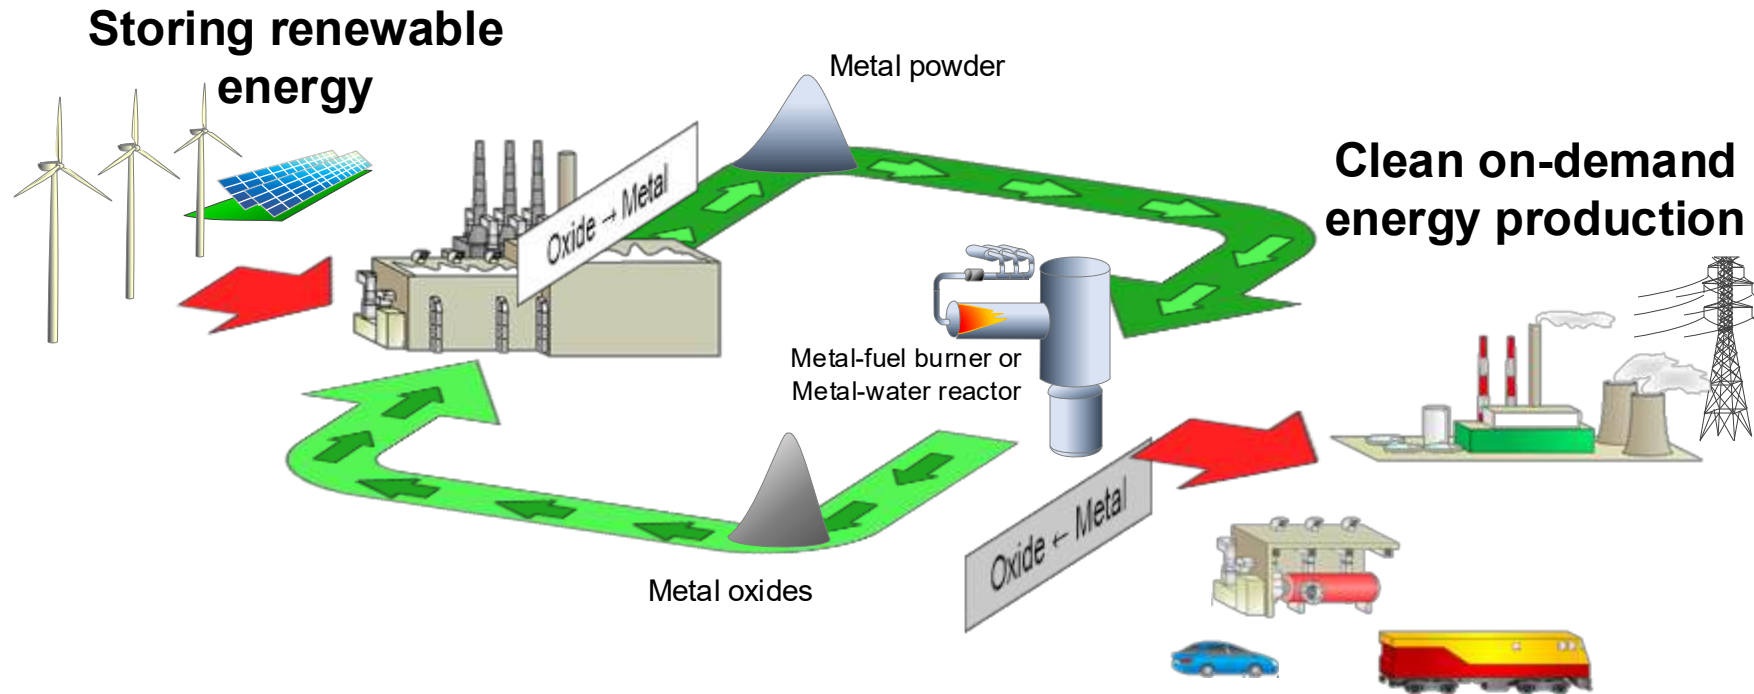 Storing renewable
energy
Metal powder
Oxide → Metal
Clean on-demand
energy production
Metal-fuel burner or
Metal-water reactor
Oxide ← Metal
Metal oxides